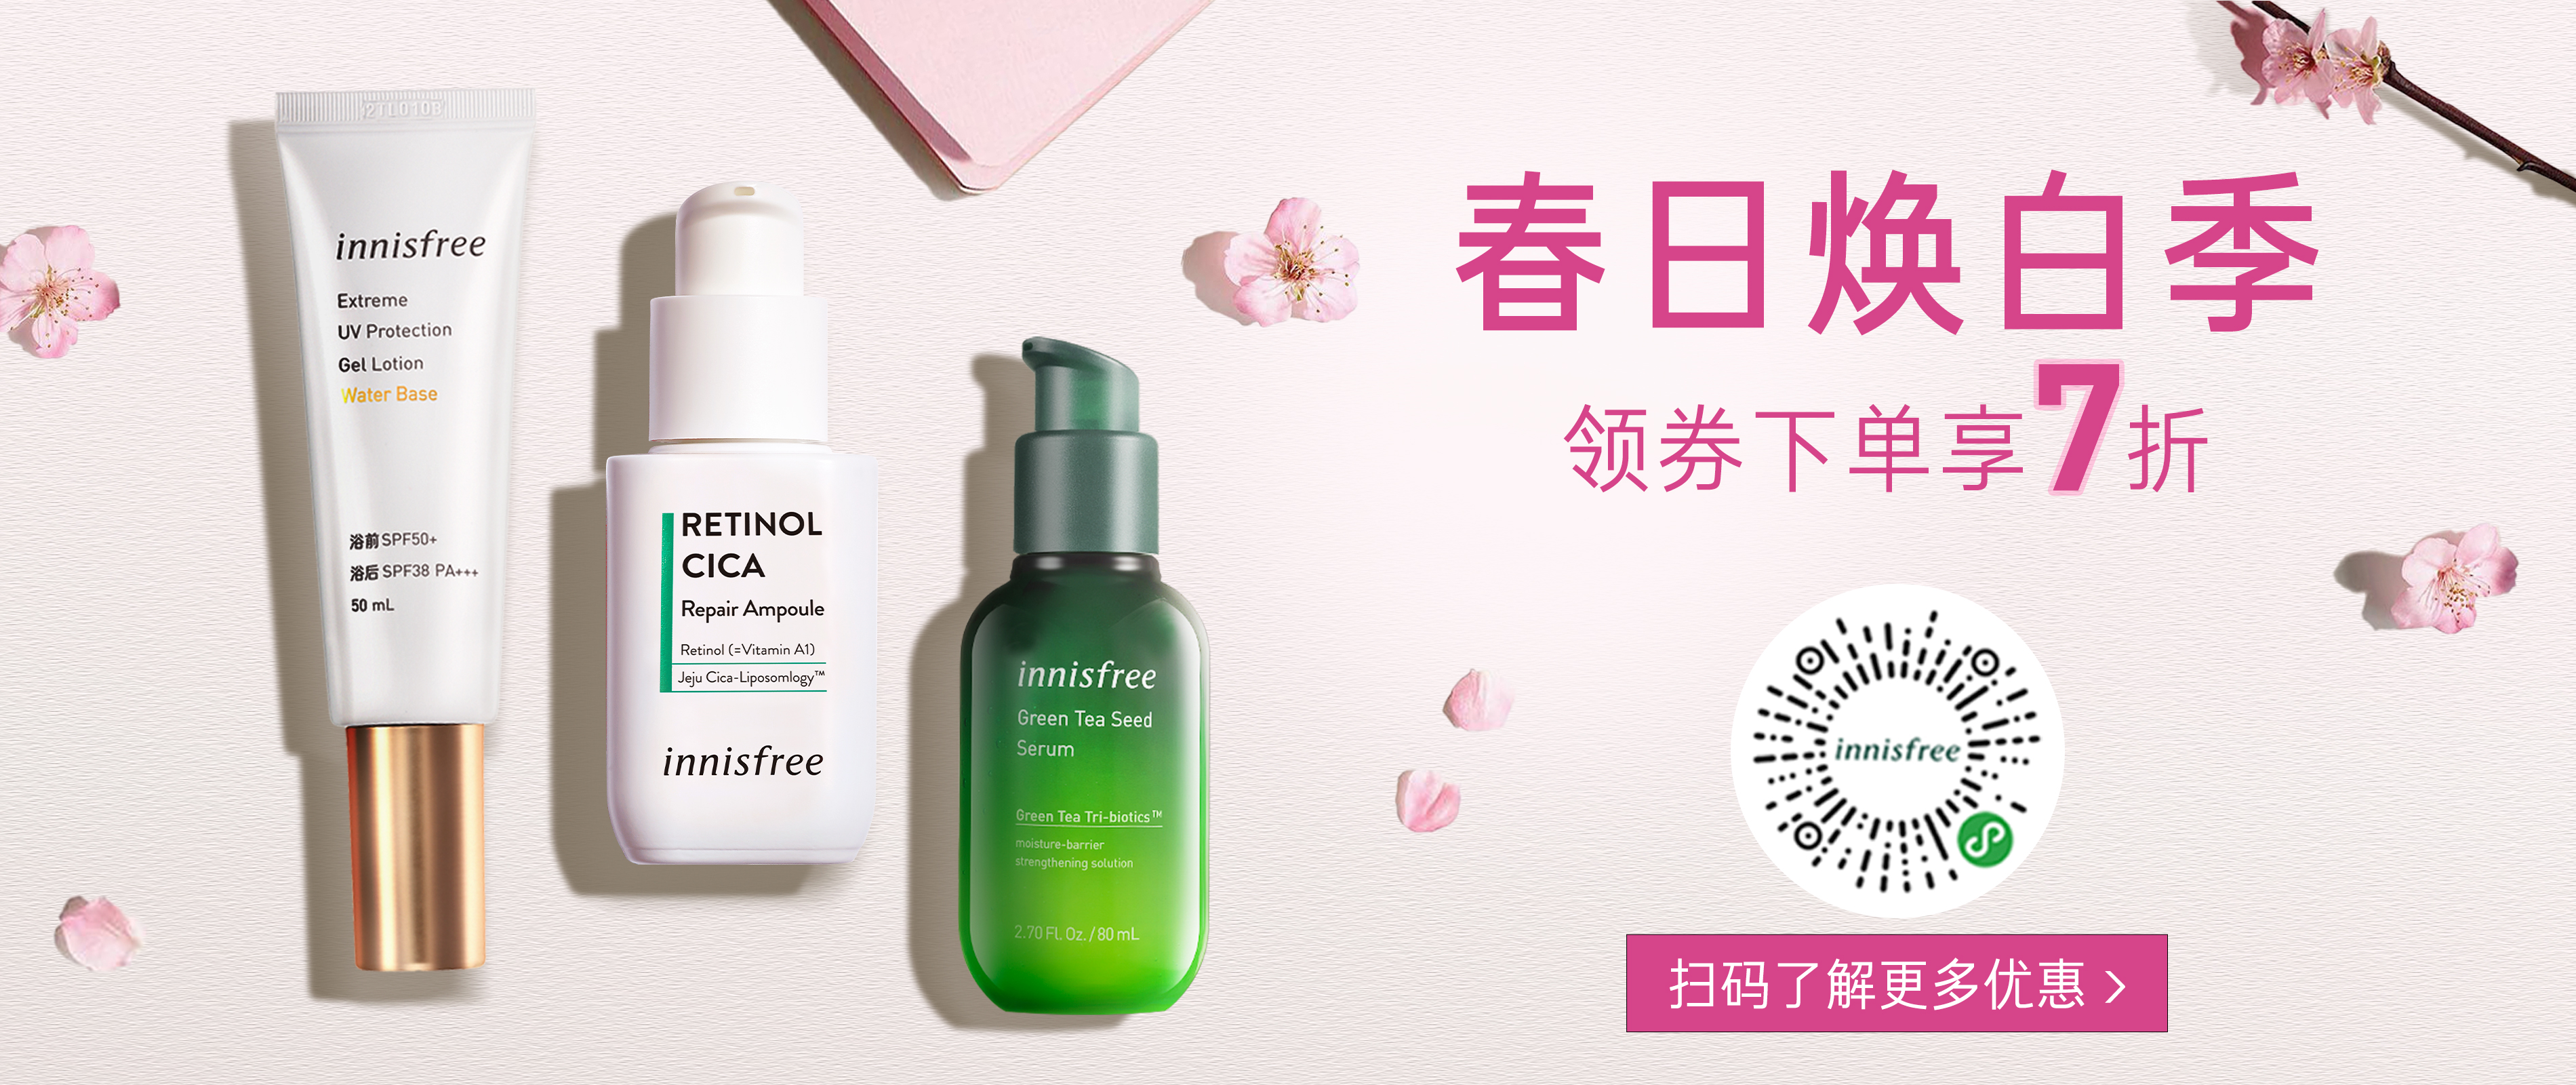 2TL010B
innisfree
Extreme
UV Protection
Gel Lotion
Water Base
浴前SPF50+
浴后SPF38 PA+++
50 mL
RETINOL
CICA
Repair Ampoule
Retinol (=Vitamin A1)
Jeju Cica-Liposomlogy™
innisfree
innisfree
Green Tea Seed
Serum
Green Tea Tri-biotics™
moisture-barrier
strengthening solution
2.70 FL. Oz. / 80 mL
春日焕白季
领券下单享7折
innisfree
扫码了解更多优惠 >